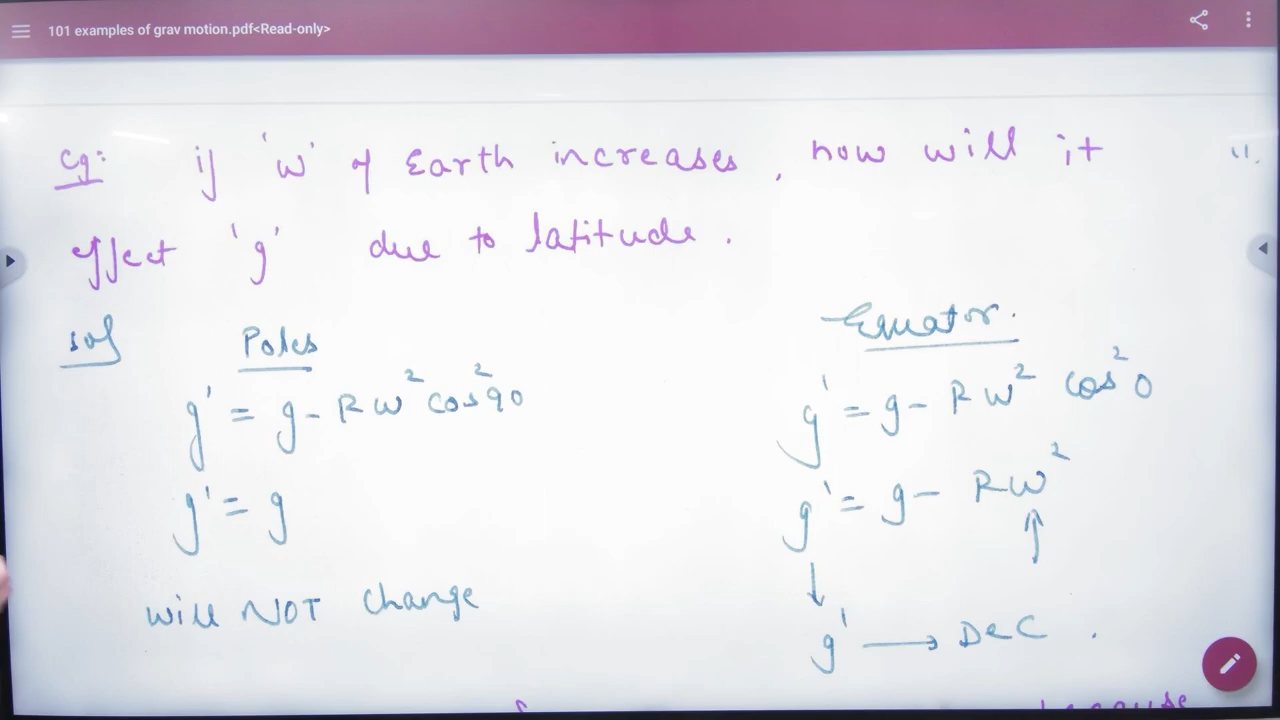 101 examples of grav motion.pdf<Read-only>
eg: if 'w' of Earth increases, how will it
effect 'g' due to latitude.
sol Poles
g' = g - Rw² cos²90
g' = g
will NOT change
Equator.
g' = g - Rw² cos²0
g' = g - Rw²
↓ ↑
g' → Dec.
because